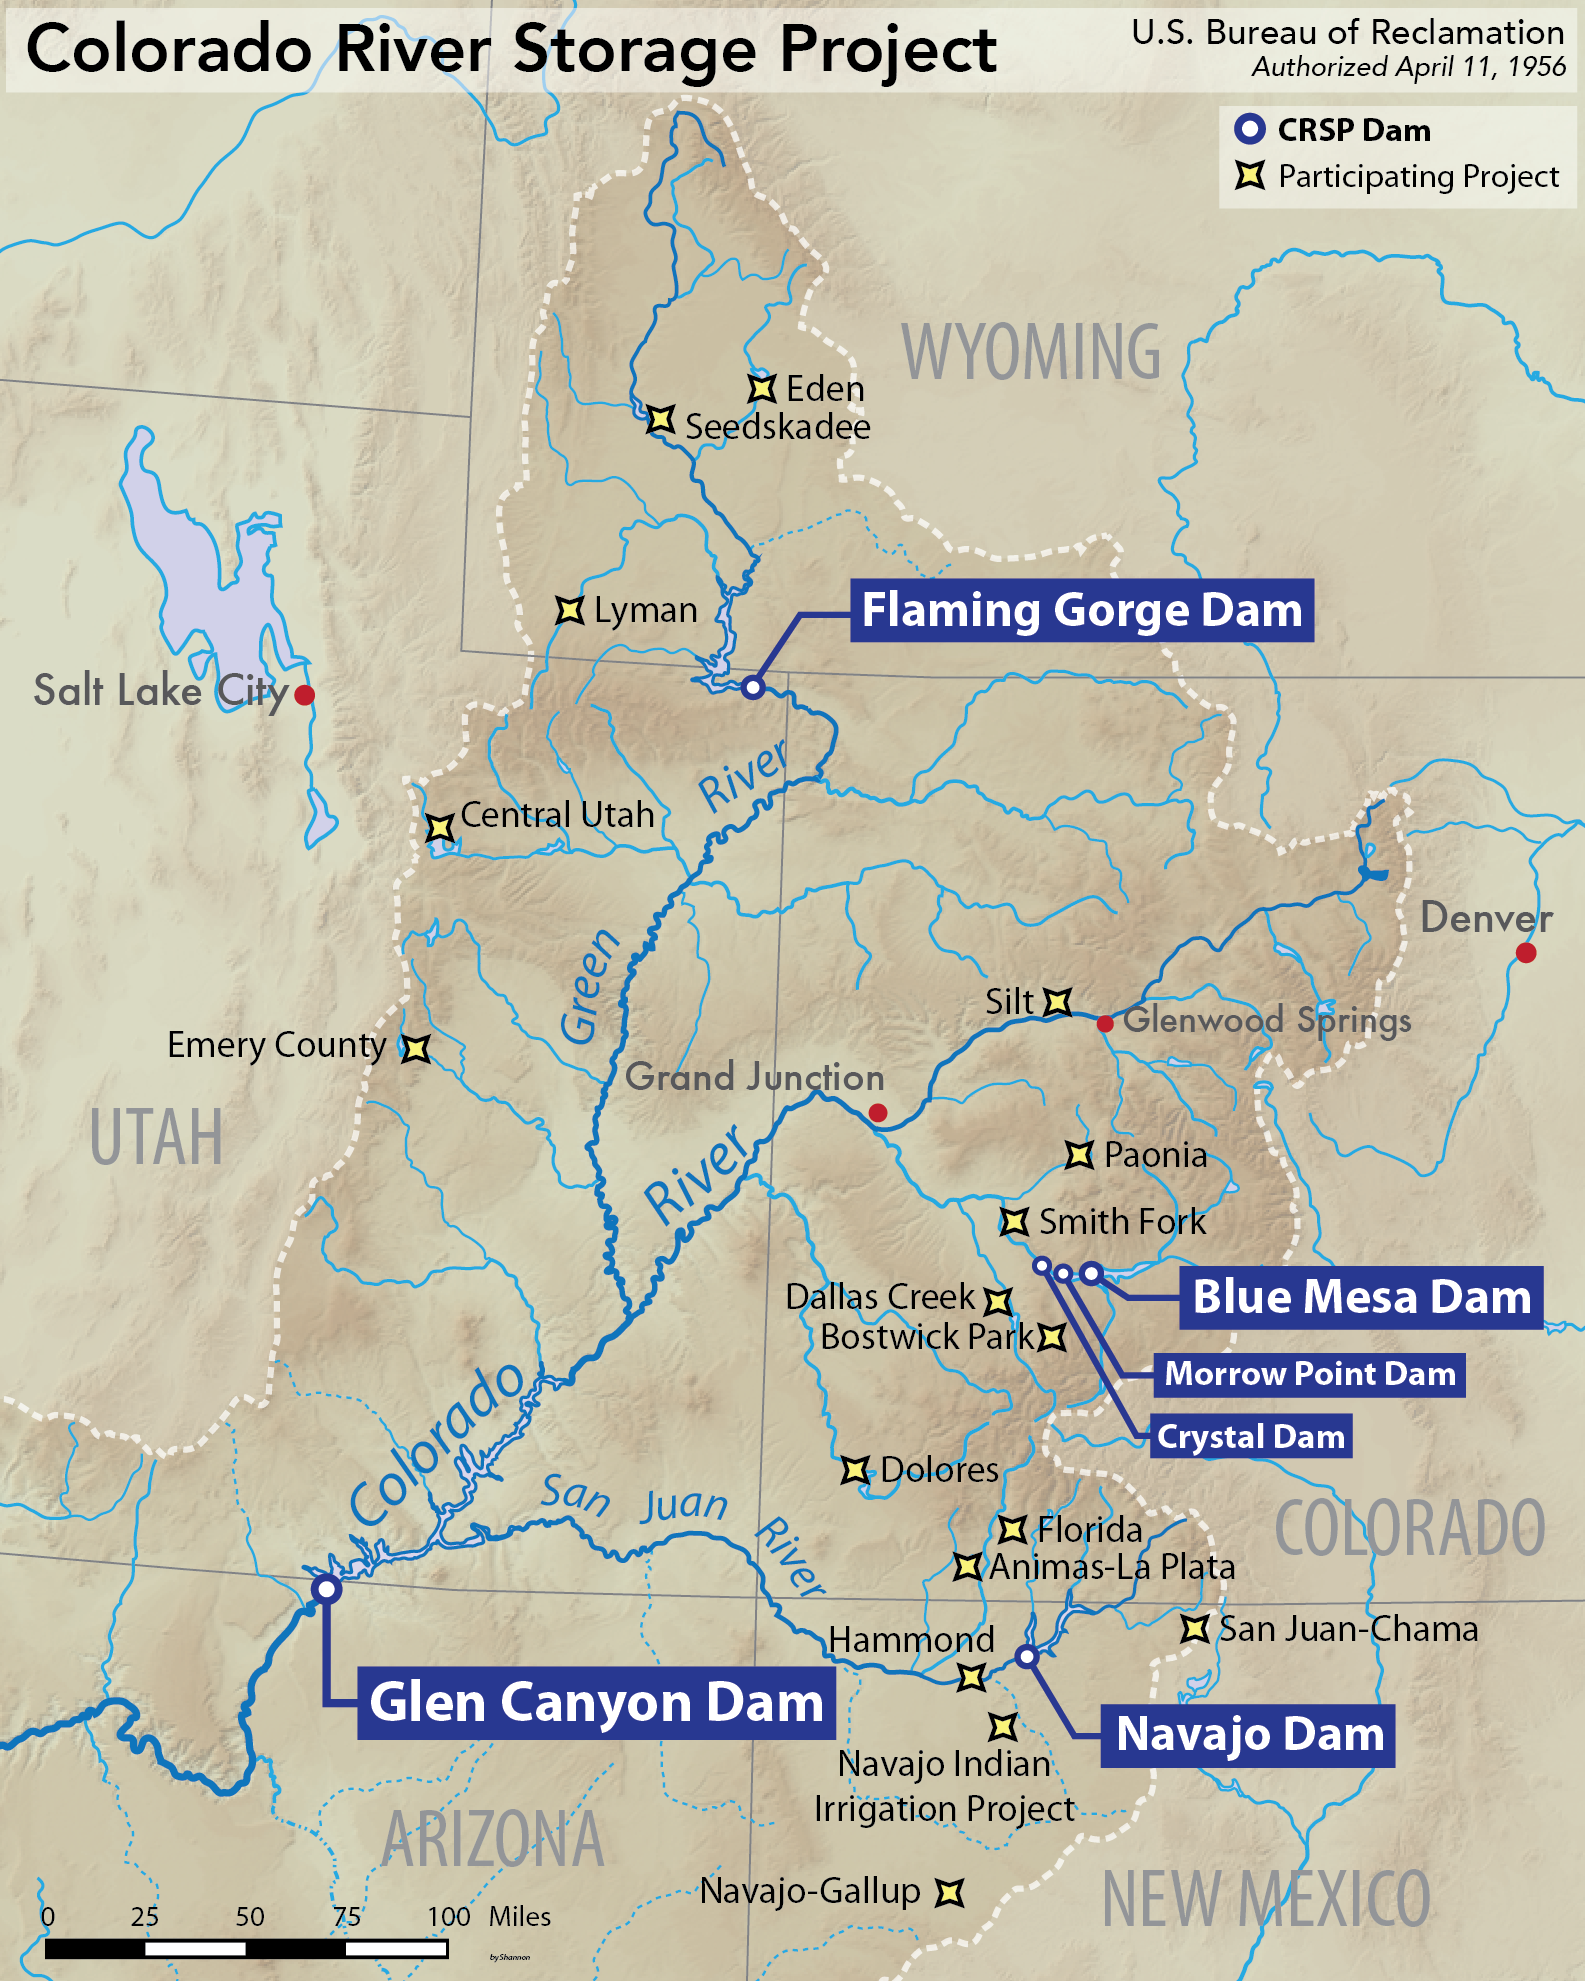 Colorado River Storage Project
U.S. Bureau of Reclamation
Authorized April 11, 1956
CRSP Dam
Participating Project
WYOMING
Eden
Seedskadee
Lyman
Flaming Gorge Dam
Salt Lake City
River
Central Utah
Green
Denver
Silt
Glenwood Springs
Emery County
Grand Junction
UTAH
River
Paonia
Smith Fork
Dallas Creek
Blue Mesa Dam
Bostwick Park
Morrow Point Dam
Colorado
Crystal Dam
Dolores
San Juan River
Florida
COLORADO
Animas-La Plata
Hammond
San Juan-Chama
Glen Canyon Dam
Navajo Dam
Navajo Indian
Irrigation Project
ARIZONA
Navajo-Gallup
NEW MEXICO
0 25 50 75 100 Miles
by Shannon